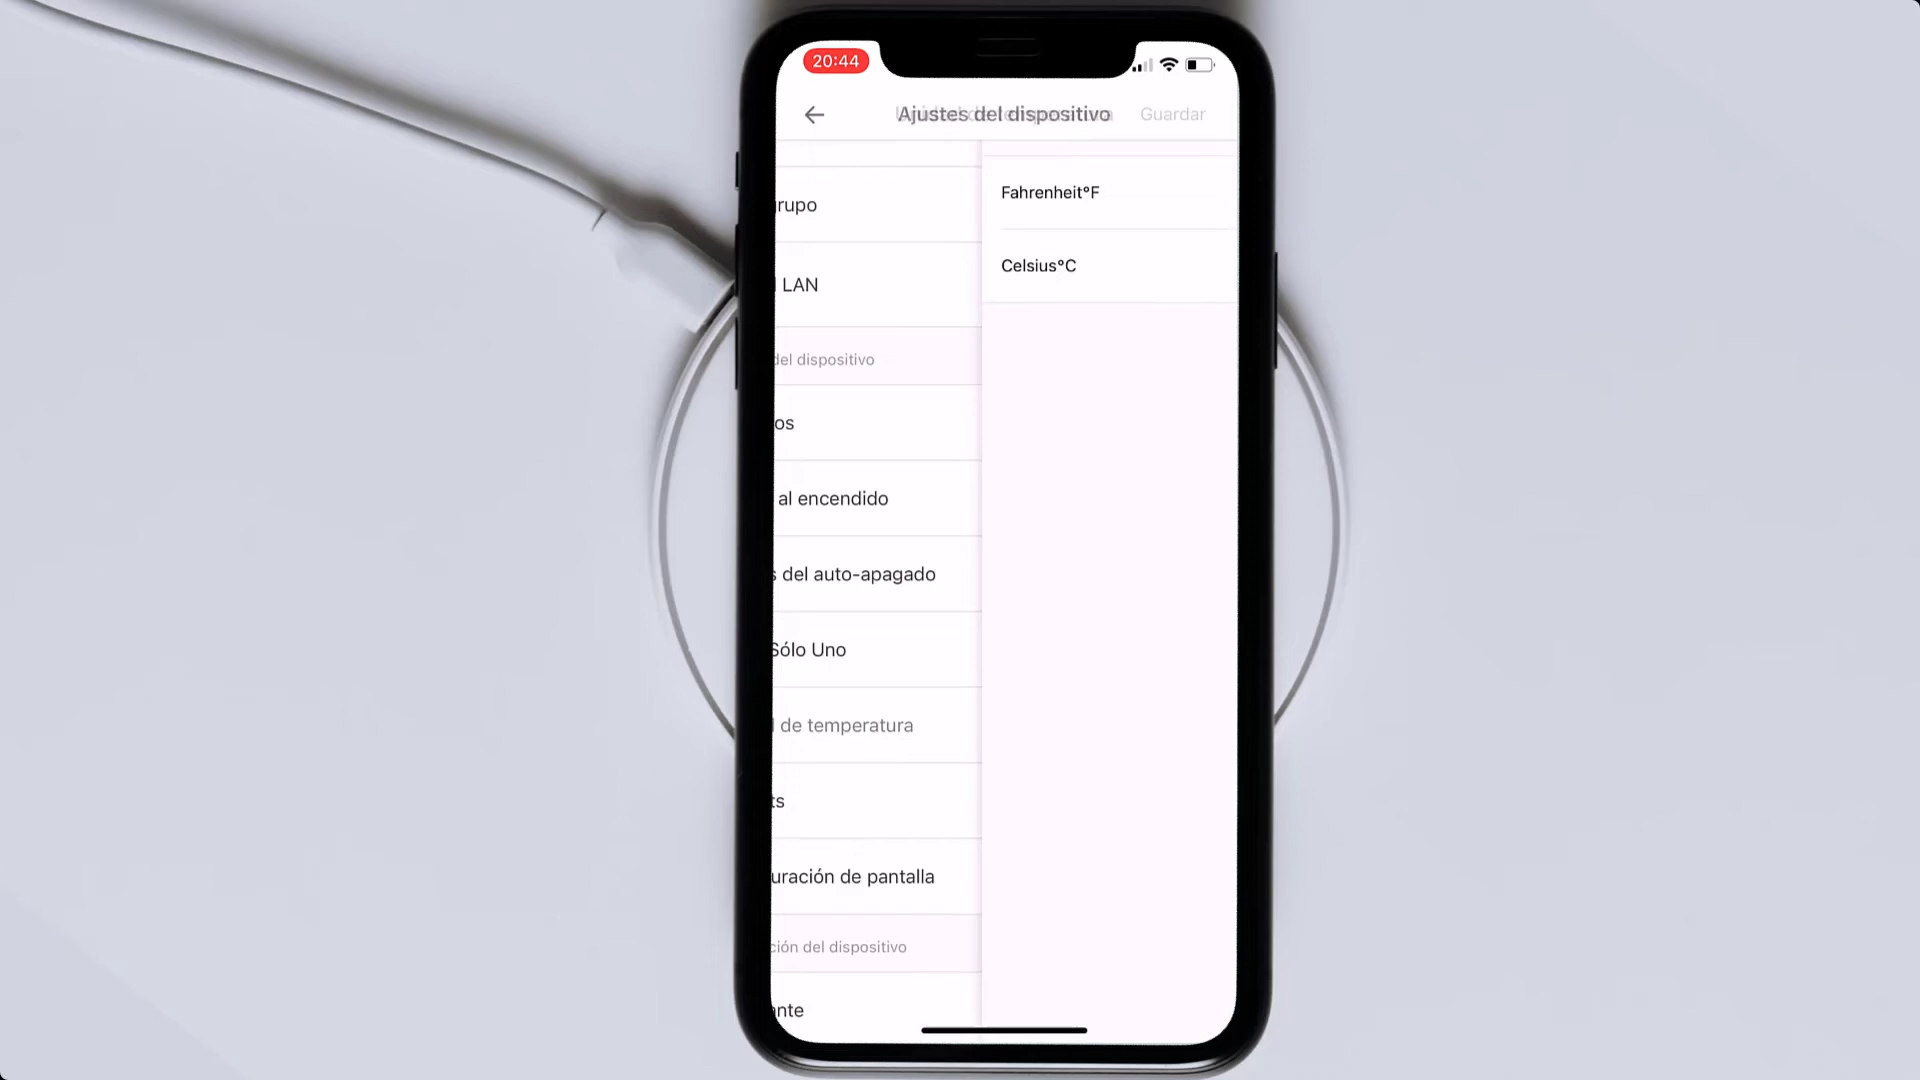 20:44
Ajustes del dispositivo
Guardar
Fahrenheit°F
Celsius°C
rupo
LAN
del dispositivo
os
al encendido
s del auto-apagado
Sólo Uno
de temperatura
ts
uración de pantalla
ción del dispositivo
nte